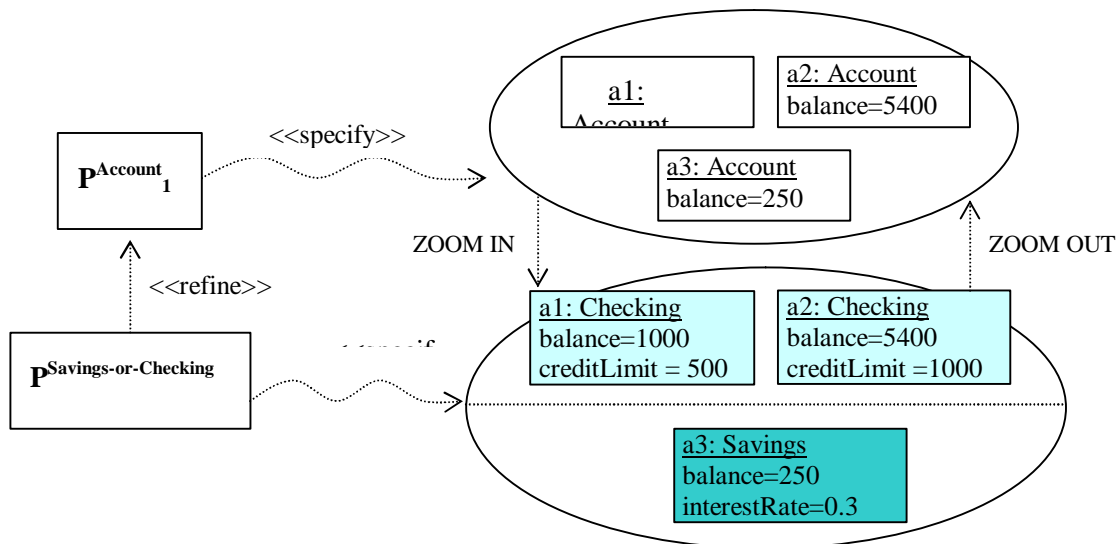 a1:
Account
a2: Account
balance=5400
<<specify>>
P^Account_1
a3: Account
balance=250
ZOOM IN
ZOOM OUT
<<refine>>
a1: Checking
balance=1000
creditLimit = 500
a2: Checking
balance=5400
creditLimit =1000
P^Savings-or-Checking
a3: Savings
balance=250
interestRate=0.3